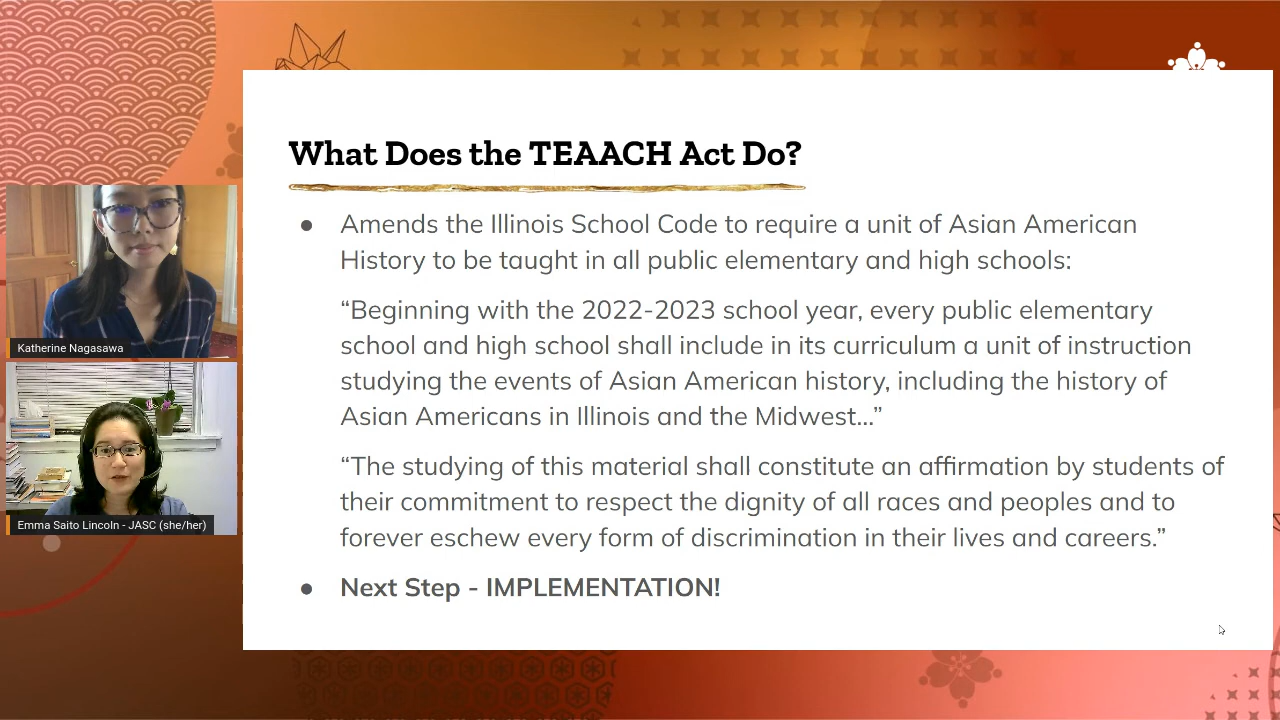 What Does the TEAACH Act Do?
● Amends the Illinois School Code to require a unit of Asian American
History to be taught in all public elementary and high schools:
“Beginning with the 2022-2023 school year, every public elementary
school and high school shall include in its curriculum a unit of instruction
studying the events of Asian American history, including the history of
Asian Americans in Illinois and the Midwest...”
“The studying of this material shall constitute an affirmation by students of
their commitment to respect the dignity of all races and peoples and to
forever eschew every form of discrimination in their lives and careers.”
● Next Step - IMPLEMENTATION!
Katherine Nagasawa
Emma Saito Lincoln - JASC (she/her)